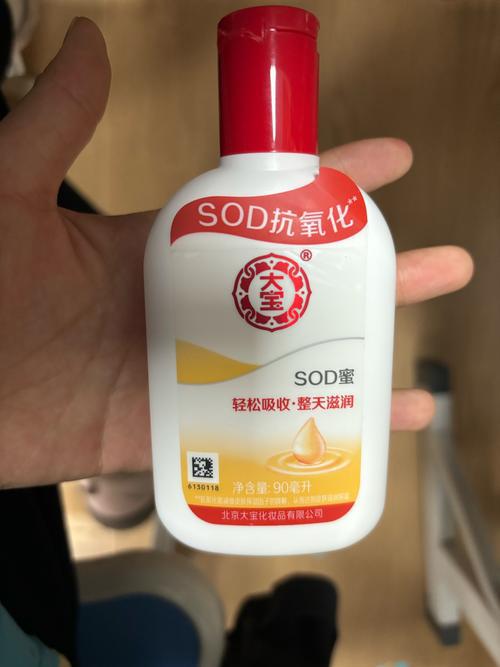 SOD抗氧化**
®
大宝
SOD蜜
轻松吸收·整天滋润
6130118
净含量:90毫升
北京大宝化妆品有限公司